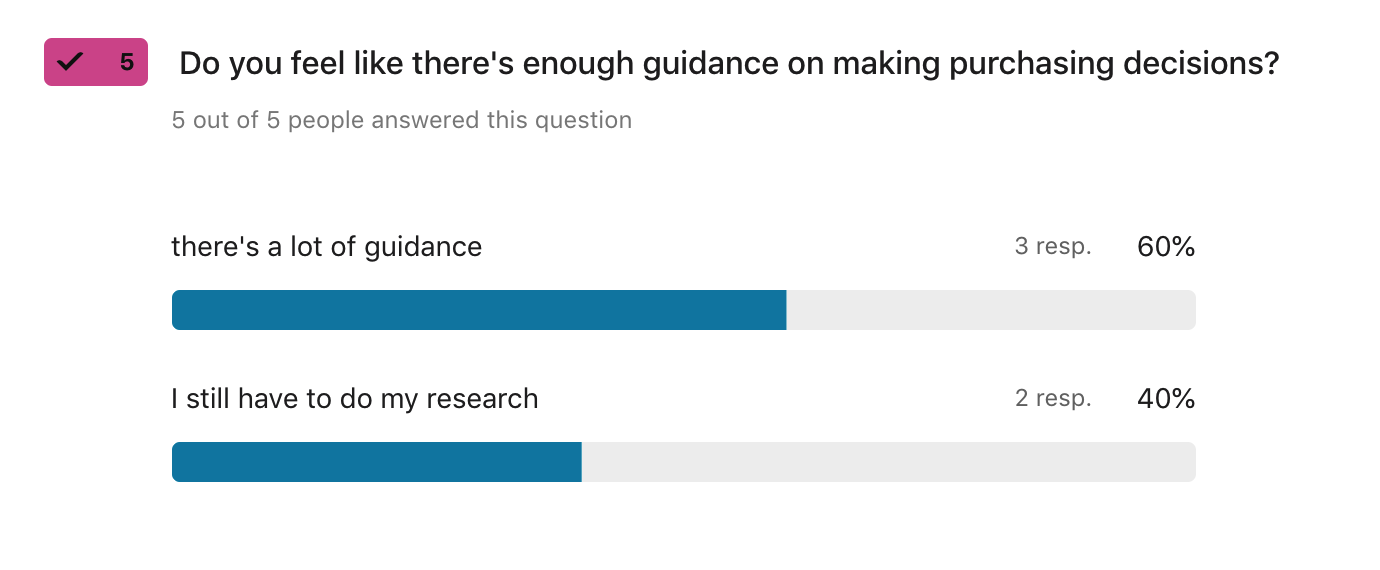 5 Do you feel like there's enough guidance on making purchasing decisions?
5 out of 5 people answered this question
there's a lot of guidance 3 resp. 60%
I still have to do my research 2 resp. 40%